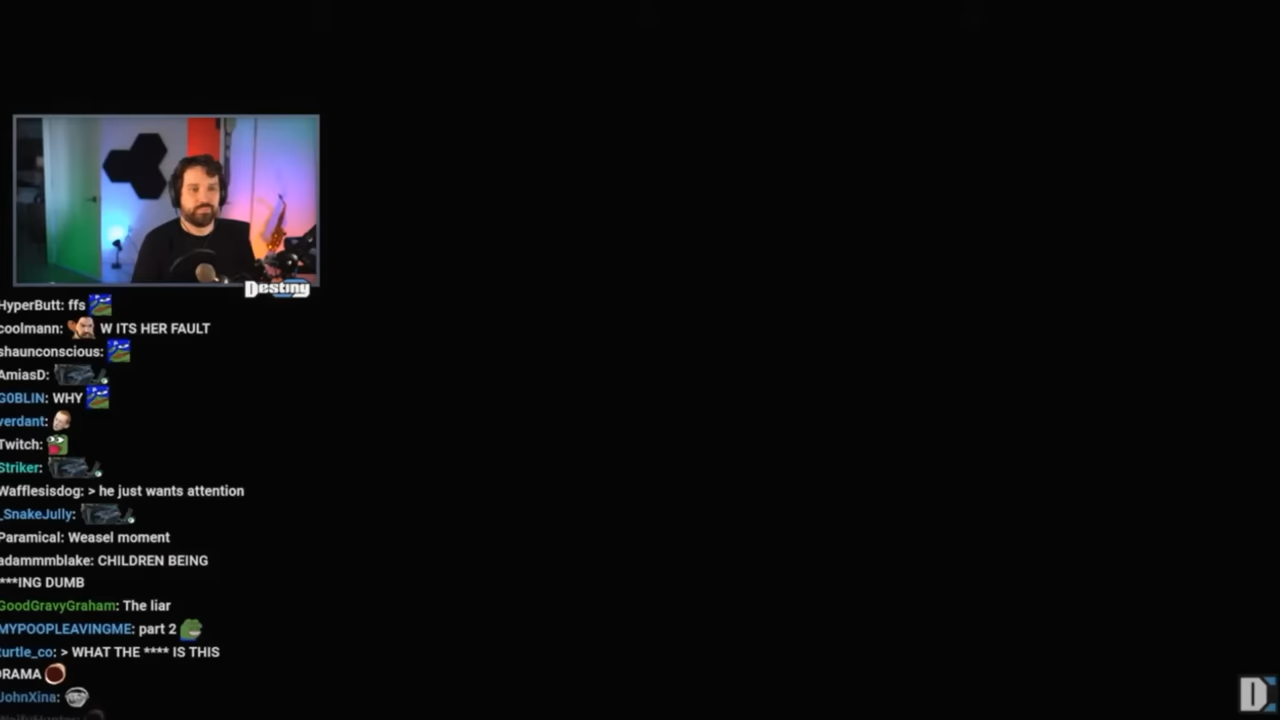 Destiny
HyperButt: ffs
coolmann: W ITS HER FAULT
shaunconscious:
AmiasD:
G0BLIN: WHY
verdant:
Twitch:
Striker:
Wafflesisdog: > he just wants attention
_SnakeJully:
Paramical: Weasel moment
adammmblake: CHILDREN BEING
***ING DUMB
GoodGravyGraham: The liar
MYPOOPLEAVINGME: part 2
turtle_co: > WHAT THE **** IS THIS
DRAMA
JohnXina:
D